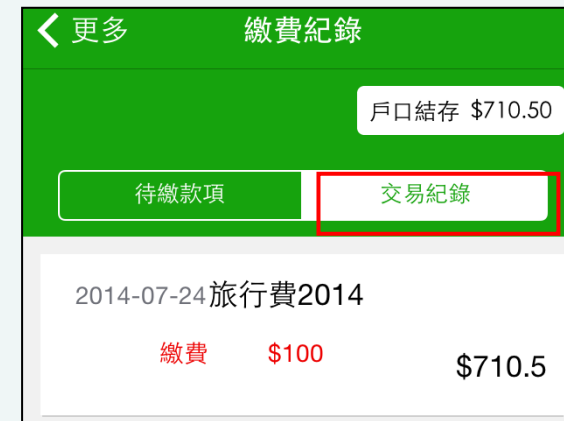 更多 繳費紀錄
戶口結存 $710.50
待繳款項 交易紀錄
2014-07-24旅行費2014
繳費 $100 $710.5